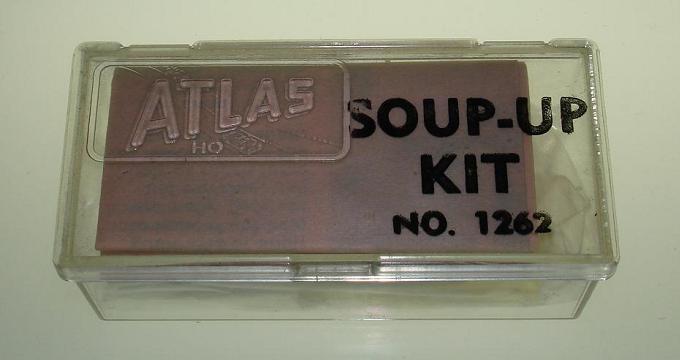 ATLAS
HO
SOUP-UP
KIT
NO. 1262